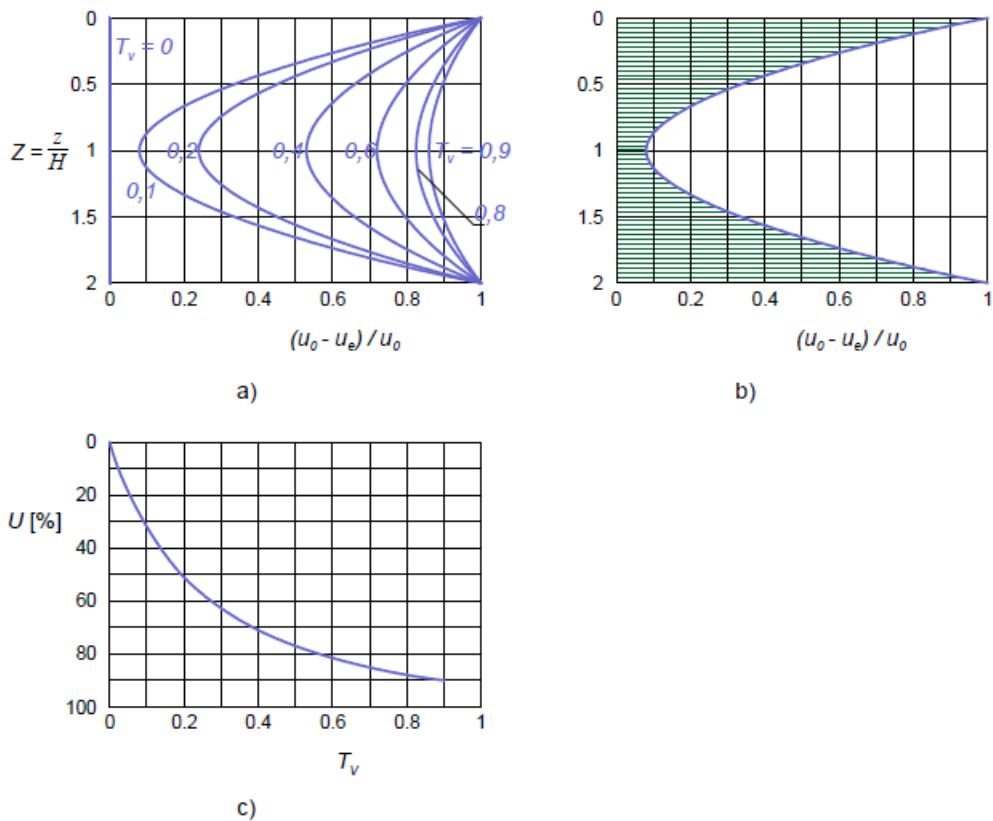 0
0.5
1
1.5
2
Z = z/H
T_v = 0
0,1
0,2
0,4
0,6
T_v = 0,9
0,8
0 0.2 0.4 0.6 0.8 1
(u_0 - u_e) / u_0
a)
0
0.5
1
1.5
2
0 0.2 0.4 0.6 0.8 1
(u_0 - u_e) / u_0
b)
0
20
40
60
80
100
U [%]
0 0.2 0.4 0.6 0.8 1
T_v
c)